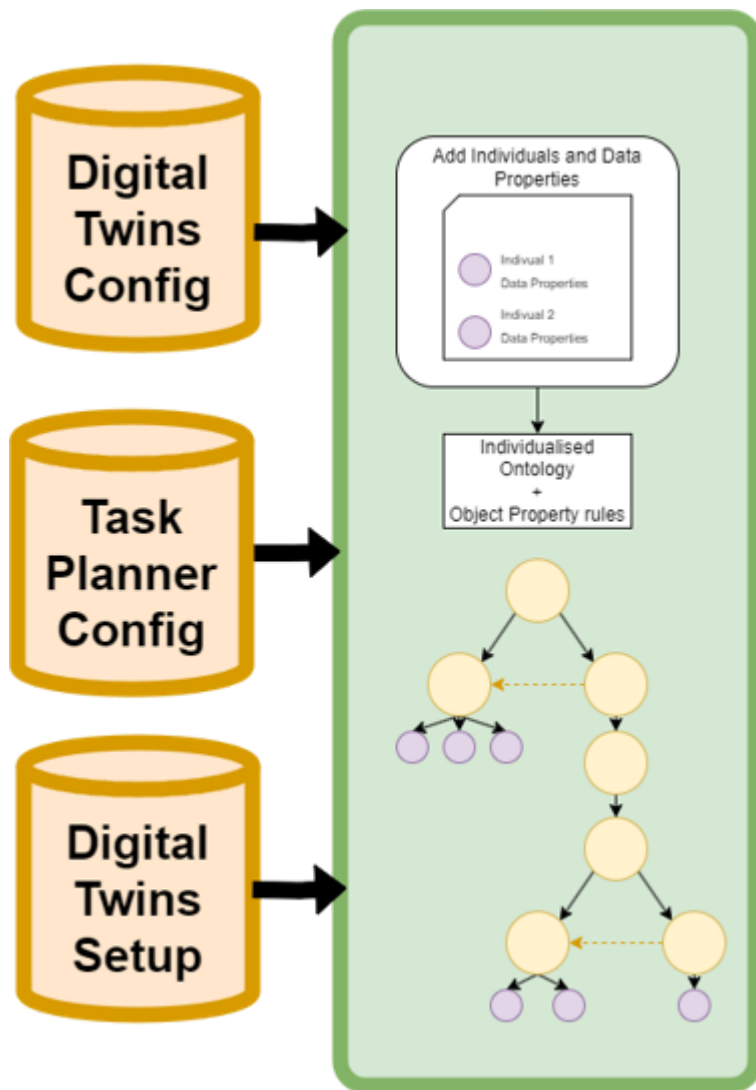 Digital
Twins
Config
Task
Planner
Config
Digital
Twins
Setup
Add Individuals and Data
Properties
Indivual 1
Data Properties
Indivual 2
Data Properties
Individualised
Ontology
+
Object Property rules